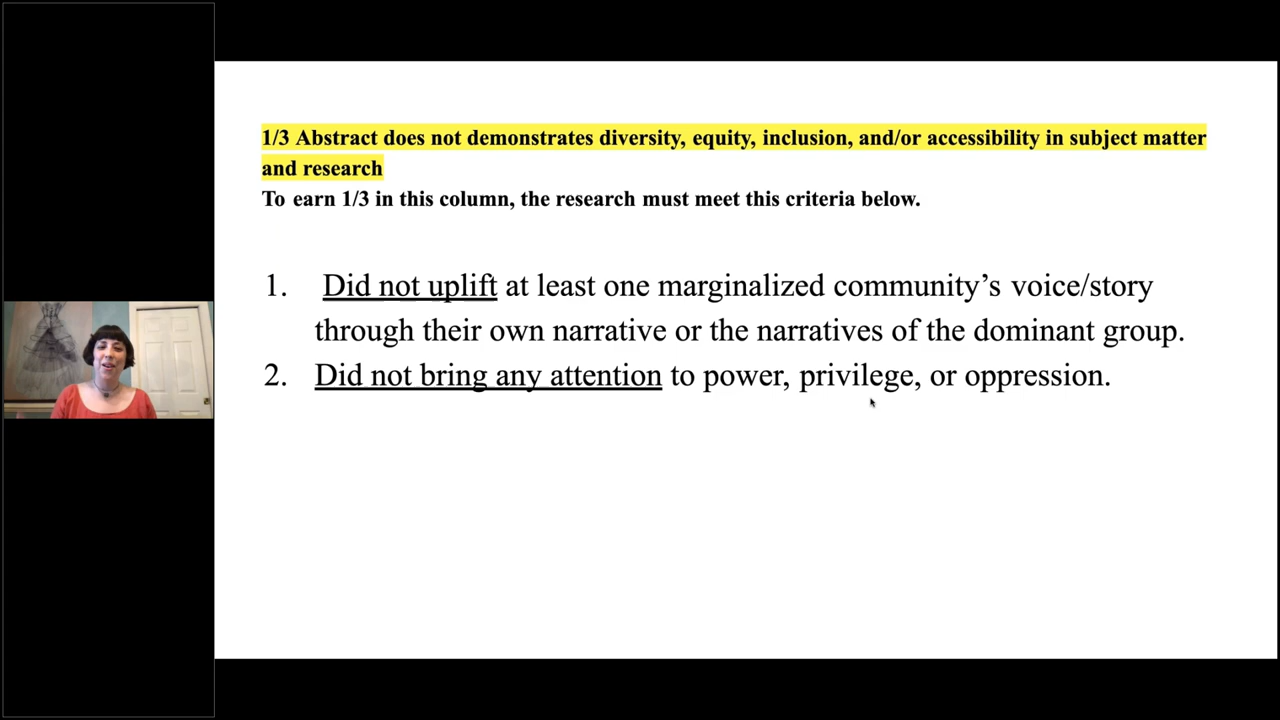 1/3 Abstract does not demonstrates diversity, equity, inclusion, and/or accessibility in subject matter
and research
To earn 1/3 in this column, the research must meet this criteria below.
1. Did not uplift at least one marginalized community’s voice/story
through their own narrative or the narratives of the dominant group.
2. Did not bring any attention to power, privilege, or oppression.